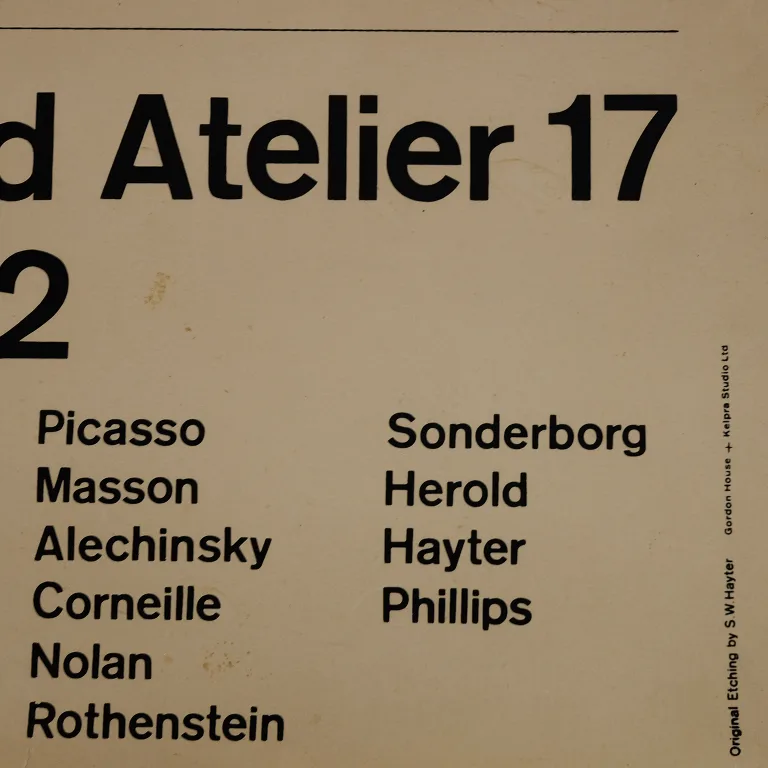 d Atelier 17
2
Picasso
Masson
Alechinsky
Corneille
Nolan
Rothenstein
Sonderborg
Herold
Hayter
Phillips
Original Etching by S.W.Hayter
Gordon House + Kelpra Studio Ltd